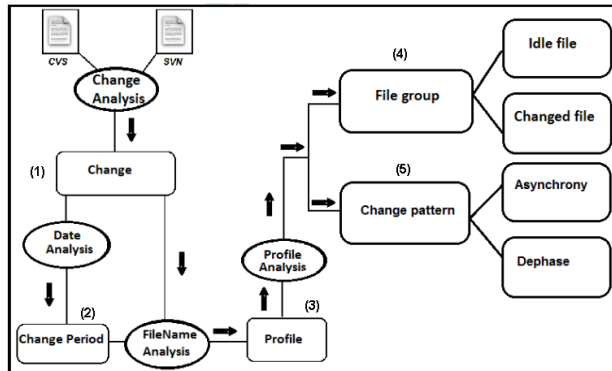 CVS
SVN
Change
Analysis
(1)
Change
Date
Analysis
(2)
Change Period
FileName
Analysis
(3)
Profile
Profile
Analysis
(4)
File group
Idle file
Changed file
(5)
Change pattern
Asynchrony
Dephase